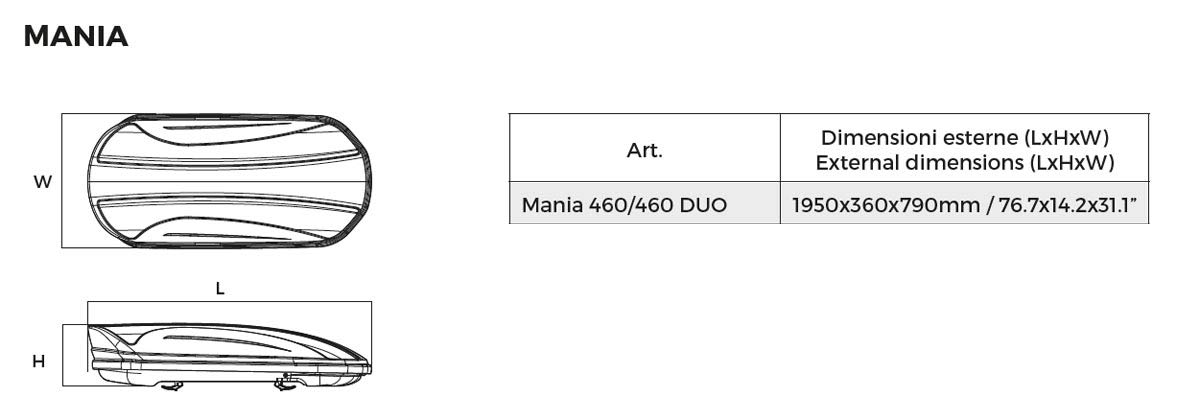 MANIA
W
L
H
Art.
Dimensioni esterne (LxHxW)
External dimensions (LxHxW)
Mania 460/460 DUO
1950x360x790mm / 76.7x14.2x31.1”